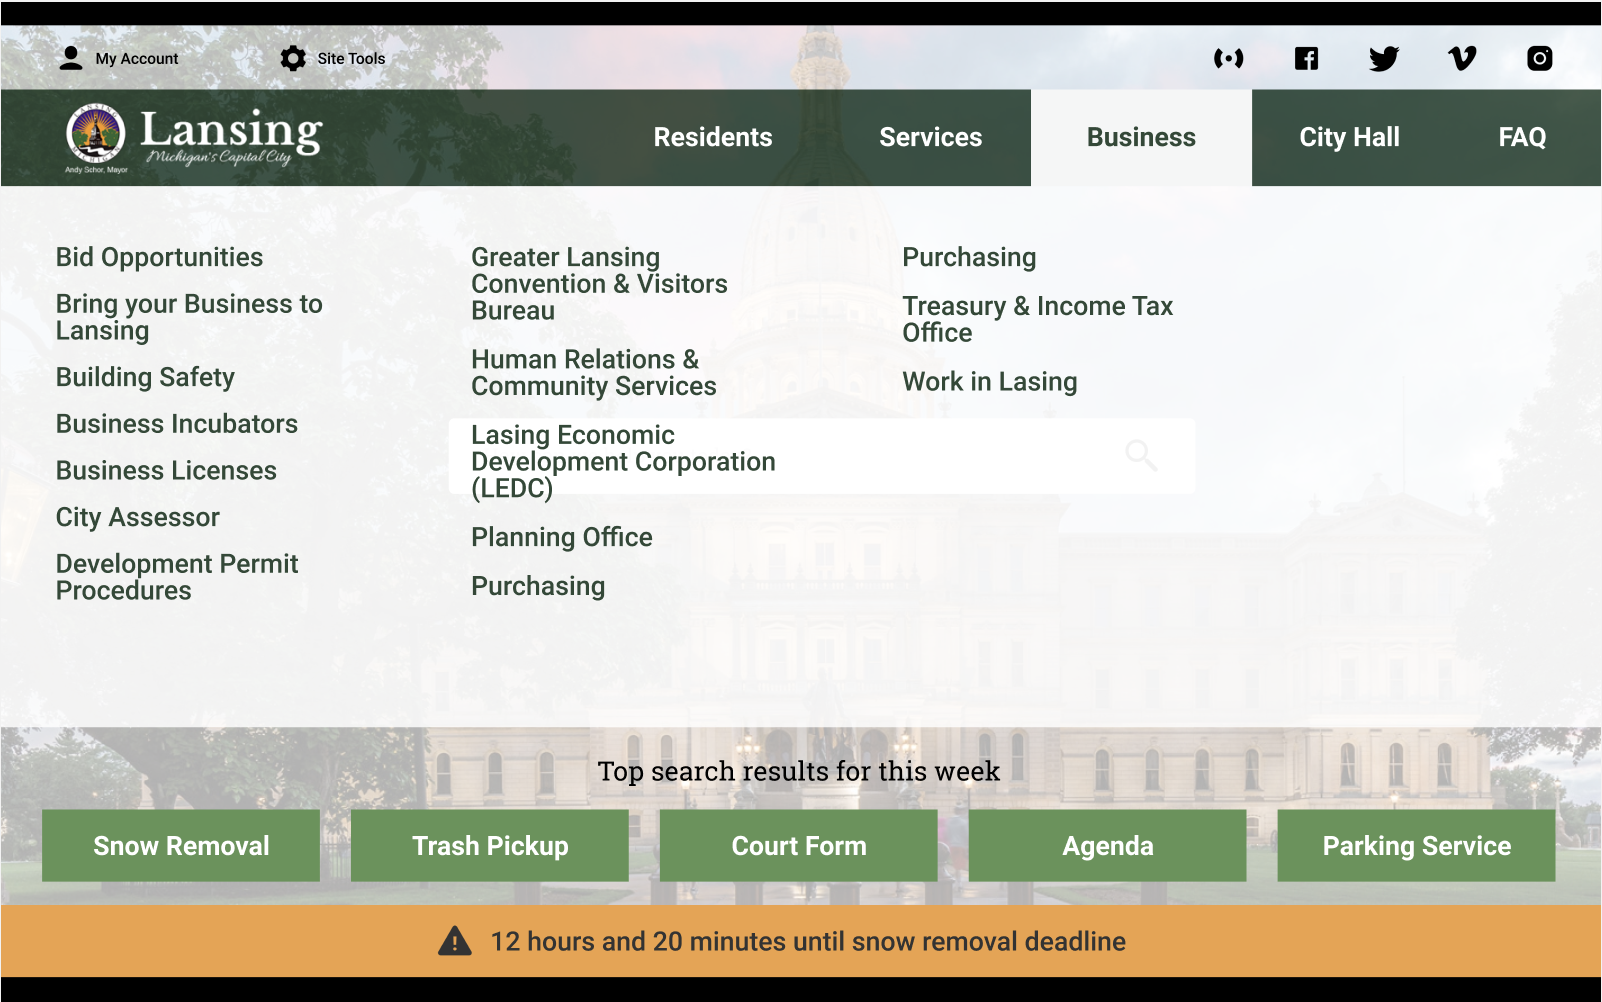 My Account
Site Tools
LANSING
MICHIGAN
Andy Schor, Mayor
Lansing
Michigan's Capital City
Residents
Services
Business
City Hall
FAQ
Bid Opportunities
Bring your Business to
Lansing
Building Safety
Business Incubators
Business Licenses
City Assessor
Development Permit
Procedures
Greater Lansing
Convention & Visitors
Bureau
Human Relations &
Community Services
Lasing Economic
Development Corporation
(LEDC)
Planning Office
Purchasing
Purchasing
Treasury & Income Tax
Office
Work in Lasing
Top search results for this week
Snow Removal
Trash Pickup
Court Form
Agenda
Parking Service
12 hours and 20 minutes until snow removal deadline